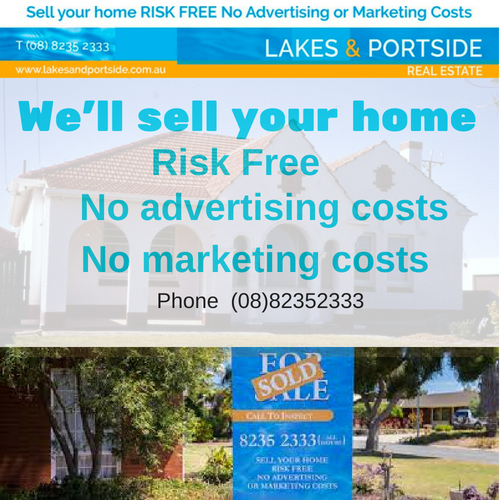 Sell your home RISK FREE No Advertising or Marketing Costs
T (08) 8235 2333
LAKES & PORTSIDE
www.lakesandportside.com.au
REAL ESTATE
We'll sell your home
Risk Free
No advertising costs
No marketing costs
Phone (08)82352333
FOR
SOLD
SALE
CALL TO INSPECT
8235 2333 (ALL HOURS)
SELL YOUR HOME
RISK FREE
NO ADVERTISING
OR MARKETING COSTS